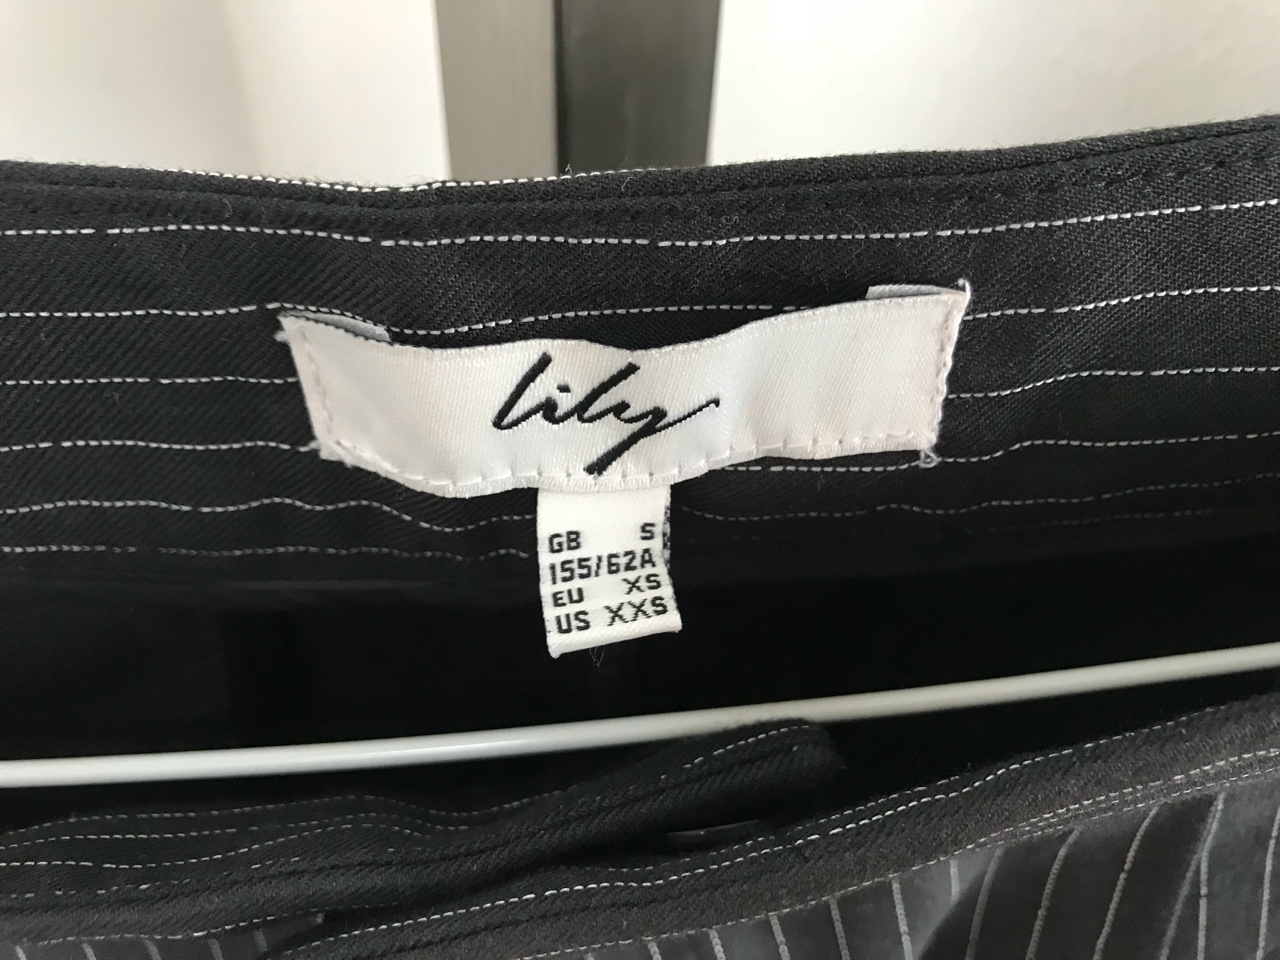 lily
GB S
155/62A
EU XS
US XXS